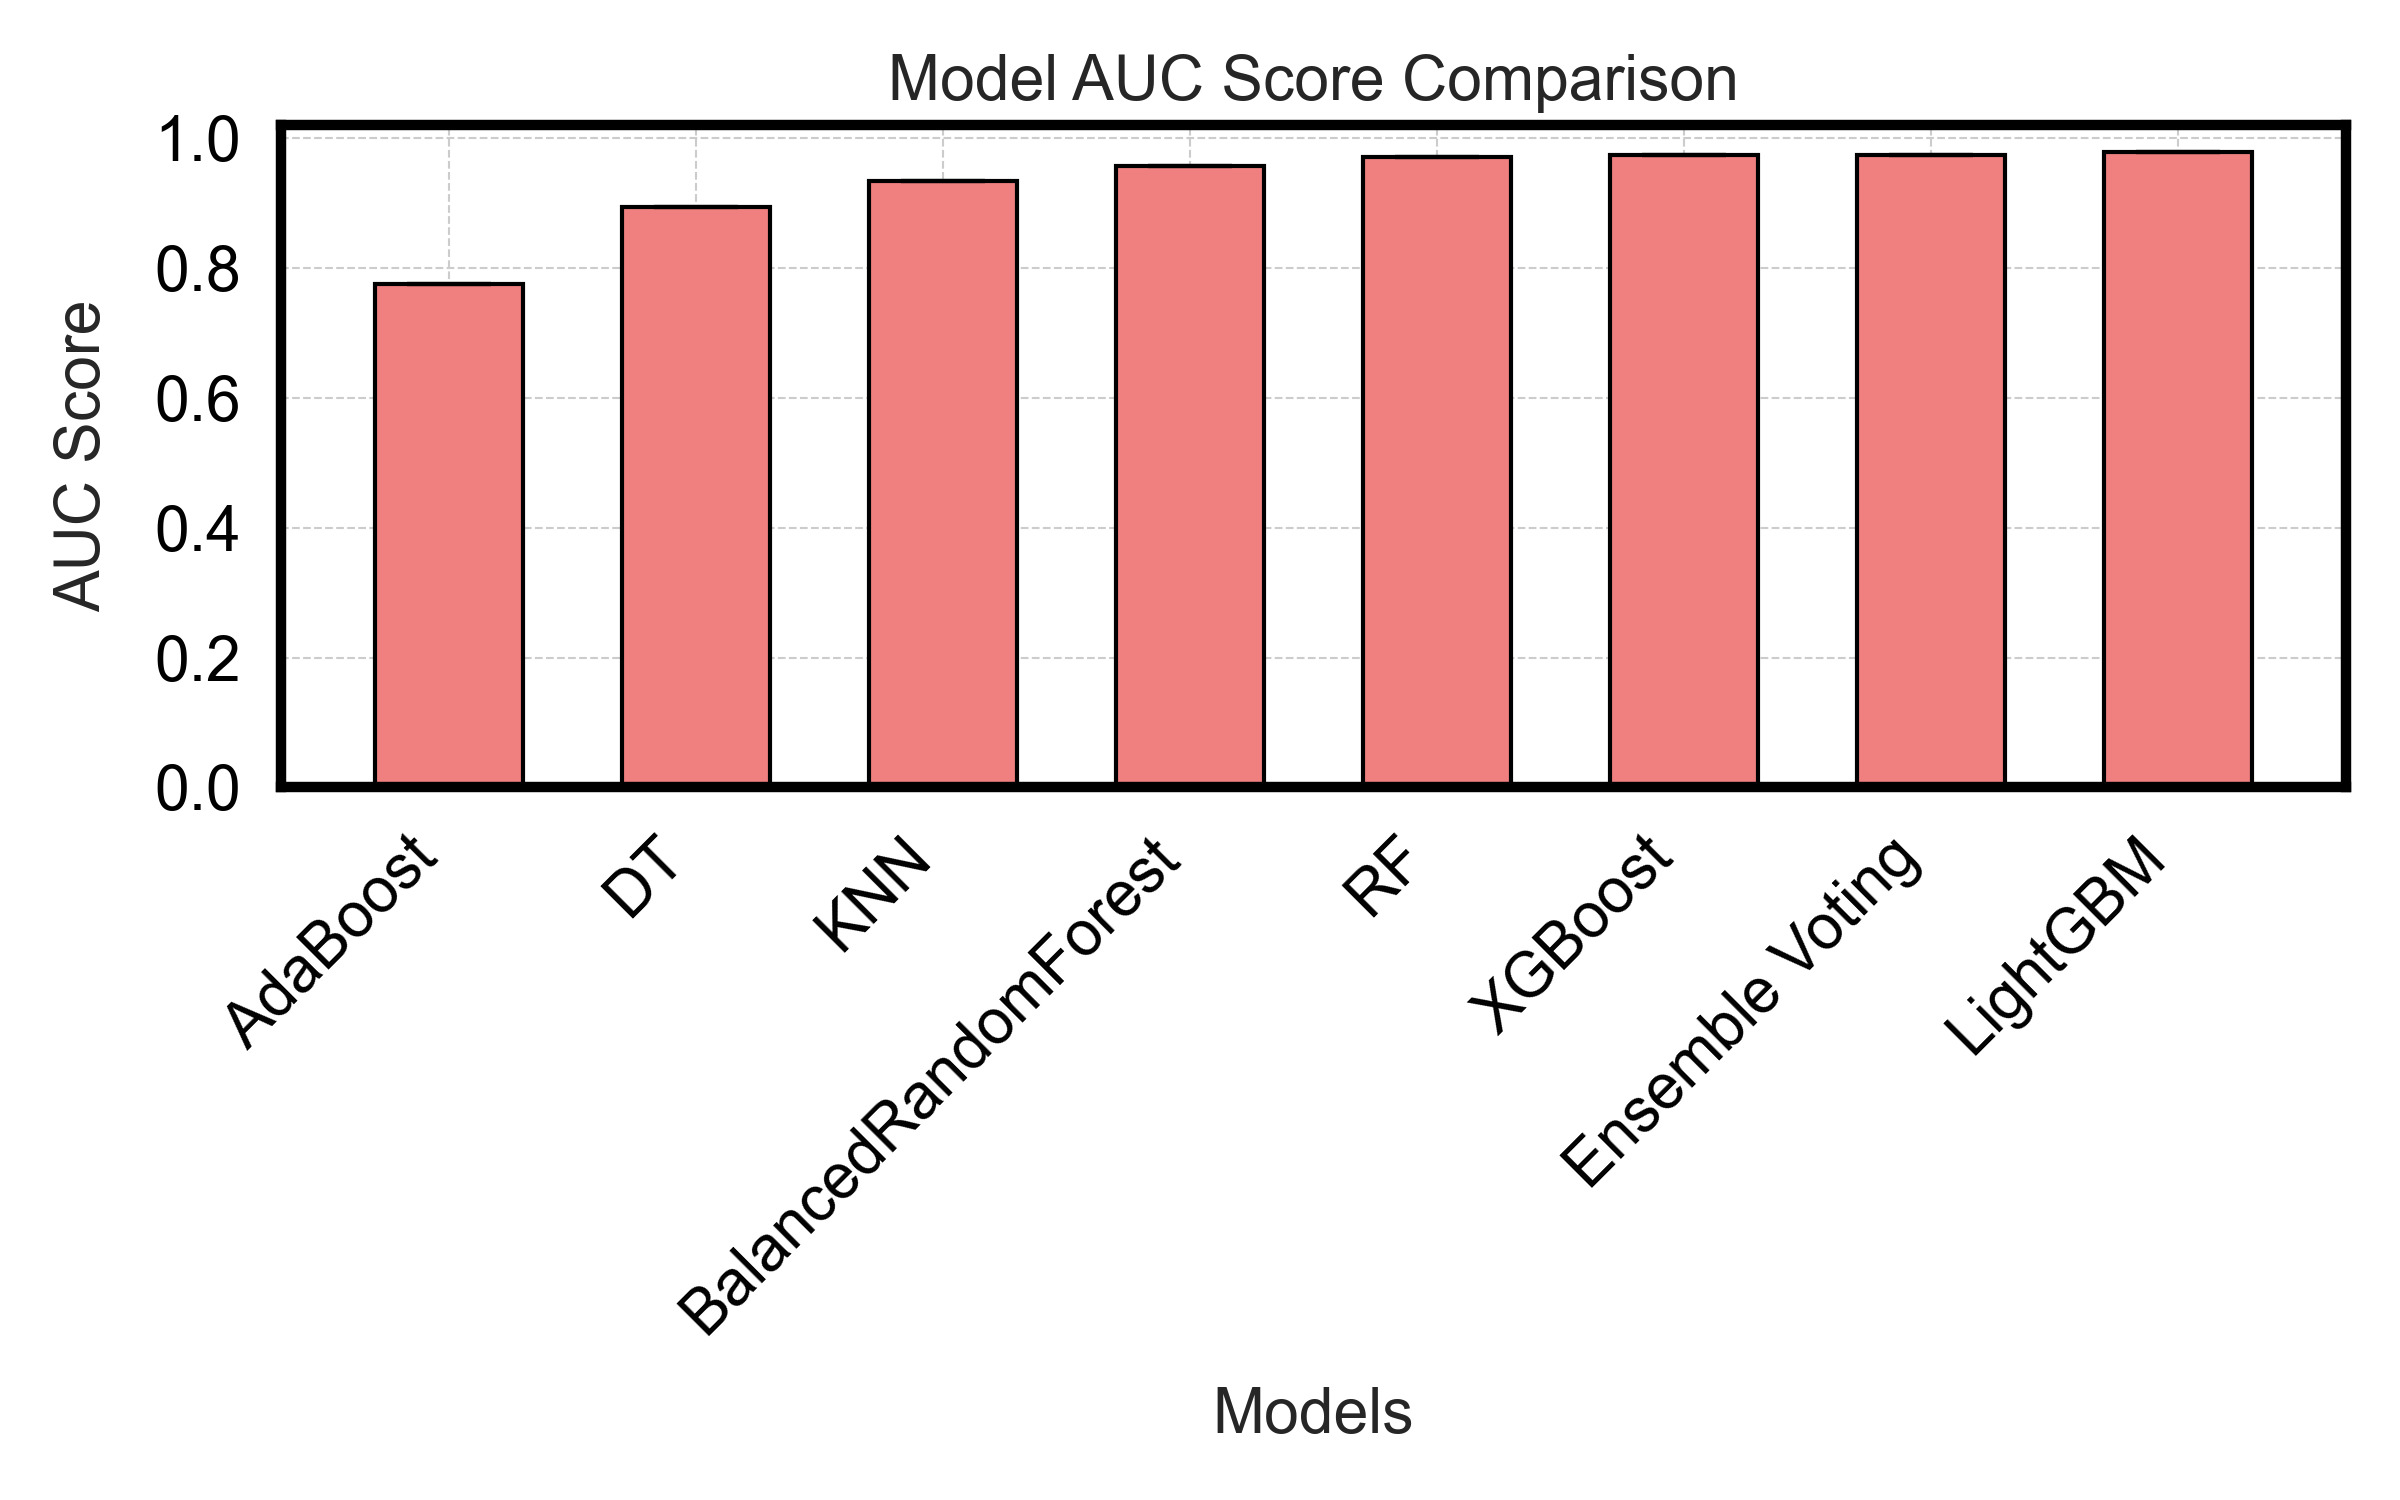 Model AUC Score Comparison
1.0
0.8
0.6
0.4
0.2
0.0
AUC Score
AdaBoost
DT
KNN
BalancedRandomForest
RF
XGBoost
Ensemble Voting
LightGBM
Models